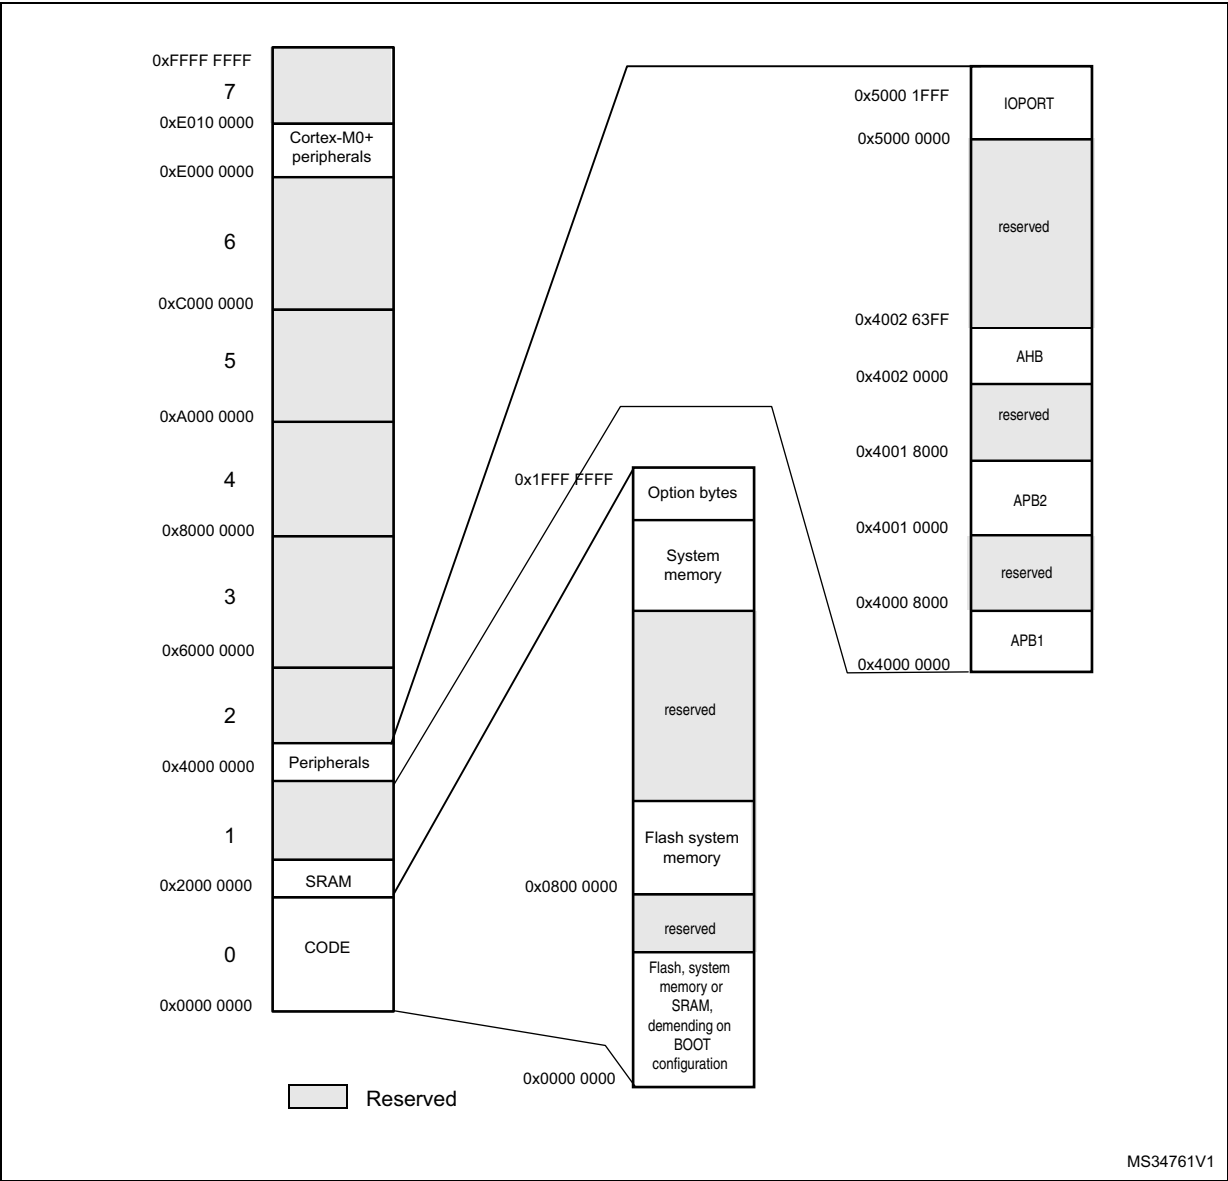 0xFFFF FFFF
7
0xE010 0000
Cortex-M0+
peripherals
0xE000 0000
6
0xC000 0000
5
0xA000 0000
4
0x8000 0000
3
0x6000 0000
2
Peripherals
0x4000 0000
1
SRAM
0x2000 0000
CODE
0
0x0000 0000
Reserved
0x1FFF FFFF
Option bytes
System
memory
reserved
Flash system
memory
0x0800 0000
reserved
Flash, system
memory or
SRAM,
demending on
BOOT
configuration
0x0000 0000
0x5000 1FFF
IOPORT
0x5000 0000
reserved
0x4002 63FF
AHB
0x4002 0000
reserved
0x4001 8000
APB2
0x4001 0000
reserved
0x4000 8000
APB1
0x4000 0000
MS34761V1